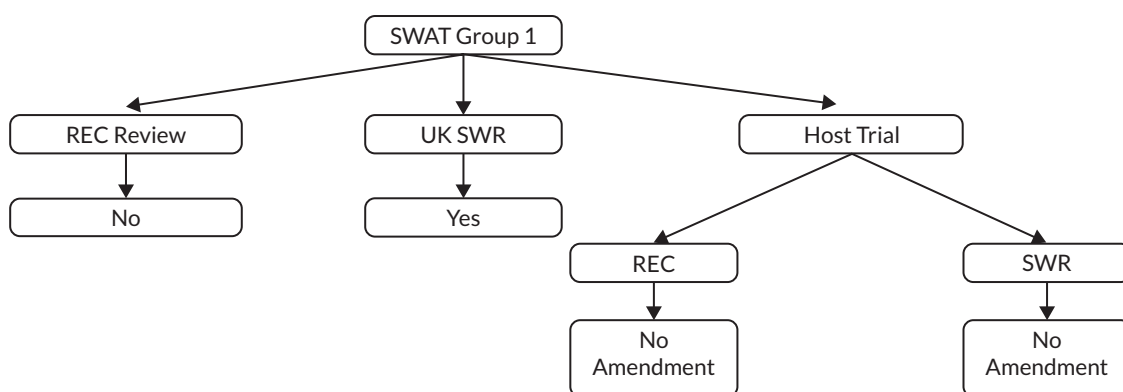 SWAT Group 1
REC Review
UK SWR
Host Trial
No
Yes
REC
SWR
No
Amendment
No
Amendment